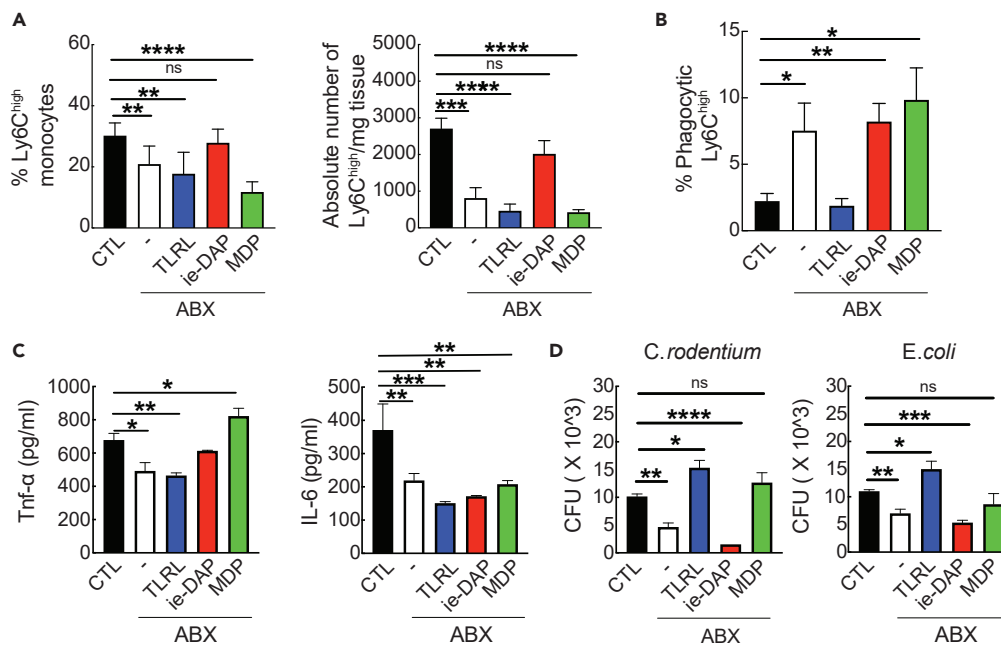 A
% Ly6Chigh
monocytes
60
40
20
0
****
ns
**
**
CTL
-
TLRL
ie-DAP
MDP
ABX
Absolute number of
Ly6Chigh/mg tissue
5000
4000
3000
2000
1000
0
****
ns
****
***
CTL
-
TLRL
ie-DAP
MDP
ABX
B
% Phagocytic
Ly6Chigh
15
10
5
0
*
**
*
CTL
-
TLRL
ie-DAP
MDP
ABX
C
Tnf-α (pg/ml)
1000
800
600
400
200
0
*
**
*
CTL
-
TLRL
ie-DAP
MDP
ABX
IL-6 (pg/ml)
500
400
300
200
100
0
**
**
***
**
CTL
-
TLRL
ie-DAP
MDP
ABX
D
C.rodentium
CFU ( X 10^3)
30
25
20
15
10
5
0
ns
****
*
**
CTL
-
TLRL
ie-DAP
MDP
ABX
E.coli
CFU ( X 10^3)
30
25
20
15
10
5
0
ns
***
*
**
CTL
-
TLRL
ie-DAP
MDP
ABX